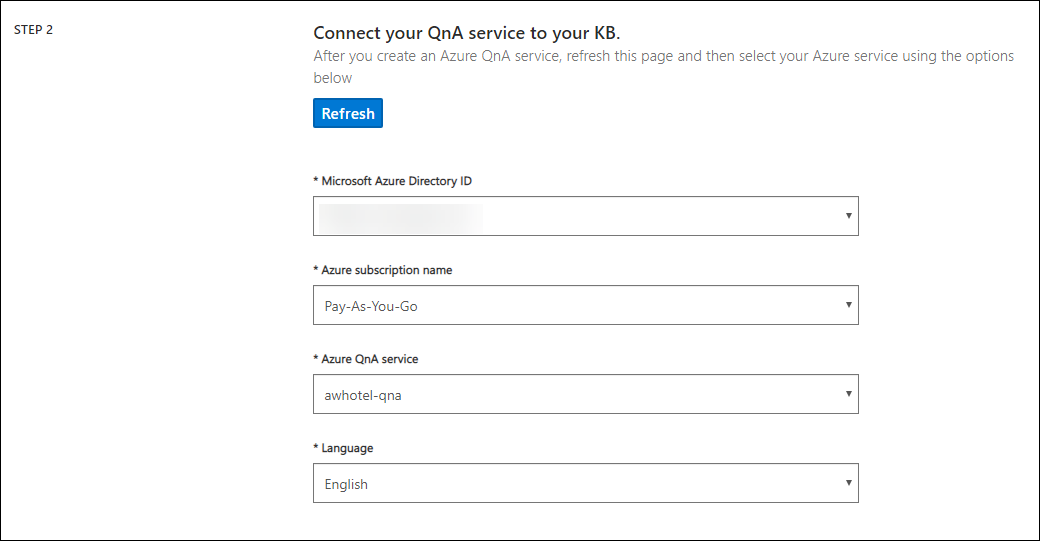 STEP 2
Connect your QnA service to your KB.
After you create an Azure QnA service, refresh this page and then select your Azure service using the options
below
Refresh
* Microsoft Azure Directory ID
* Azure subscription name
Pay-As-You-Go
* Azure QnA service
awhotel-qna
* Language
English